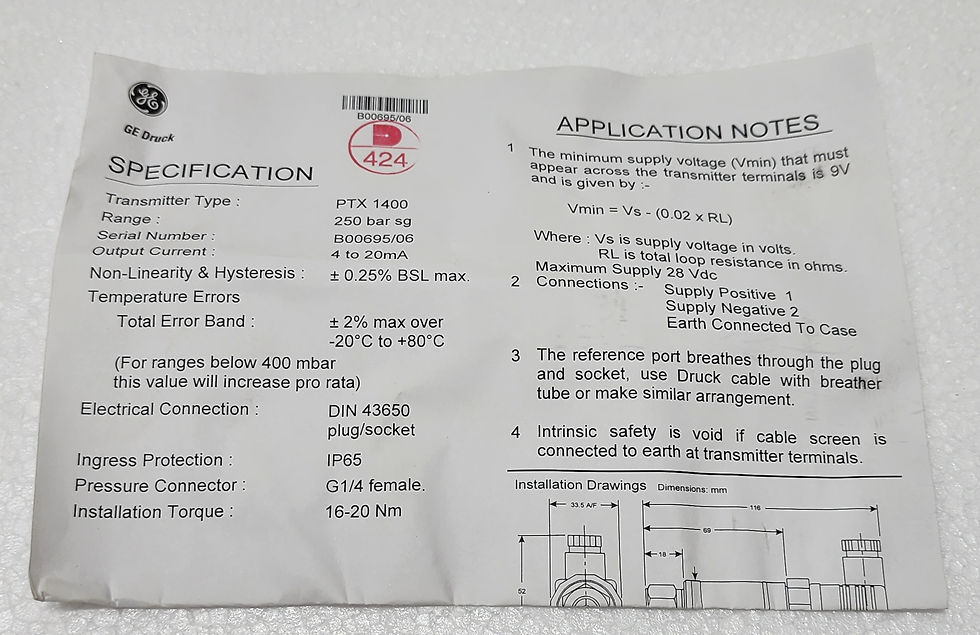 GE
GE Druck
B00695/06
D
424
SPECIFICATION
Transmitter Type : PTX 1400
Range : 250 bar sg
Serial Number : B00695/06
Output Current : 4 to 20mA
Non-Linearity & Hysteresis : ± 0.25% BSL max.
Temperature Errors
Total Error Band : ± 2% max over
-20°C to +80°C
(For ranges below 400 mbar
this value will increase pro rata)
Electrical Connection : DIN 43650
plug/socket
Ingress Protection : IP65
Pressure Connector : G1/4 female.
Installation Torque : 16-20 Nm
APPLICATION NOTES
1 The minimum supply voltage (Vmin) that must
appear across the transmitter terminals is 9V
and is given by :-
Vmin = Vs - (0.02 x RL)
Where : Vs is supply voltage in volts.
RL is total loop resistance in ohms.
Maximum Supply 28 Vdc
2 Connections :- Supply Positive 1
Supply Negative 2
Earth Connected To Case
3 The reference port breathes through the plug
and socket, use Druck cable with breather
tube or make similar arrangement.
4 Intrinsic safety is void if cable screen is
connected to earth at transmitter terminals.
Installation Drawings Dimensions: mm
33.5 A/F
116
69
18
52